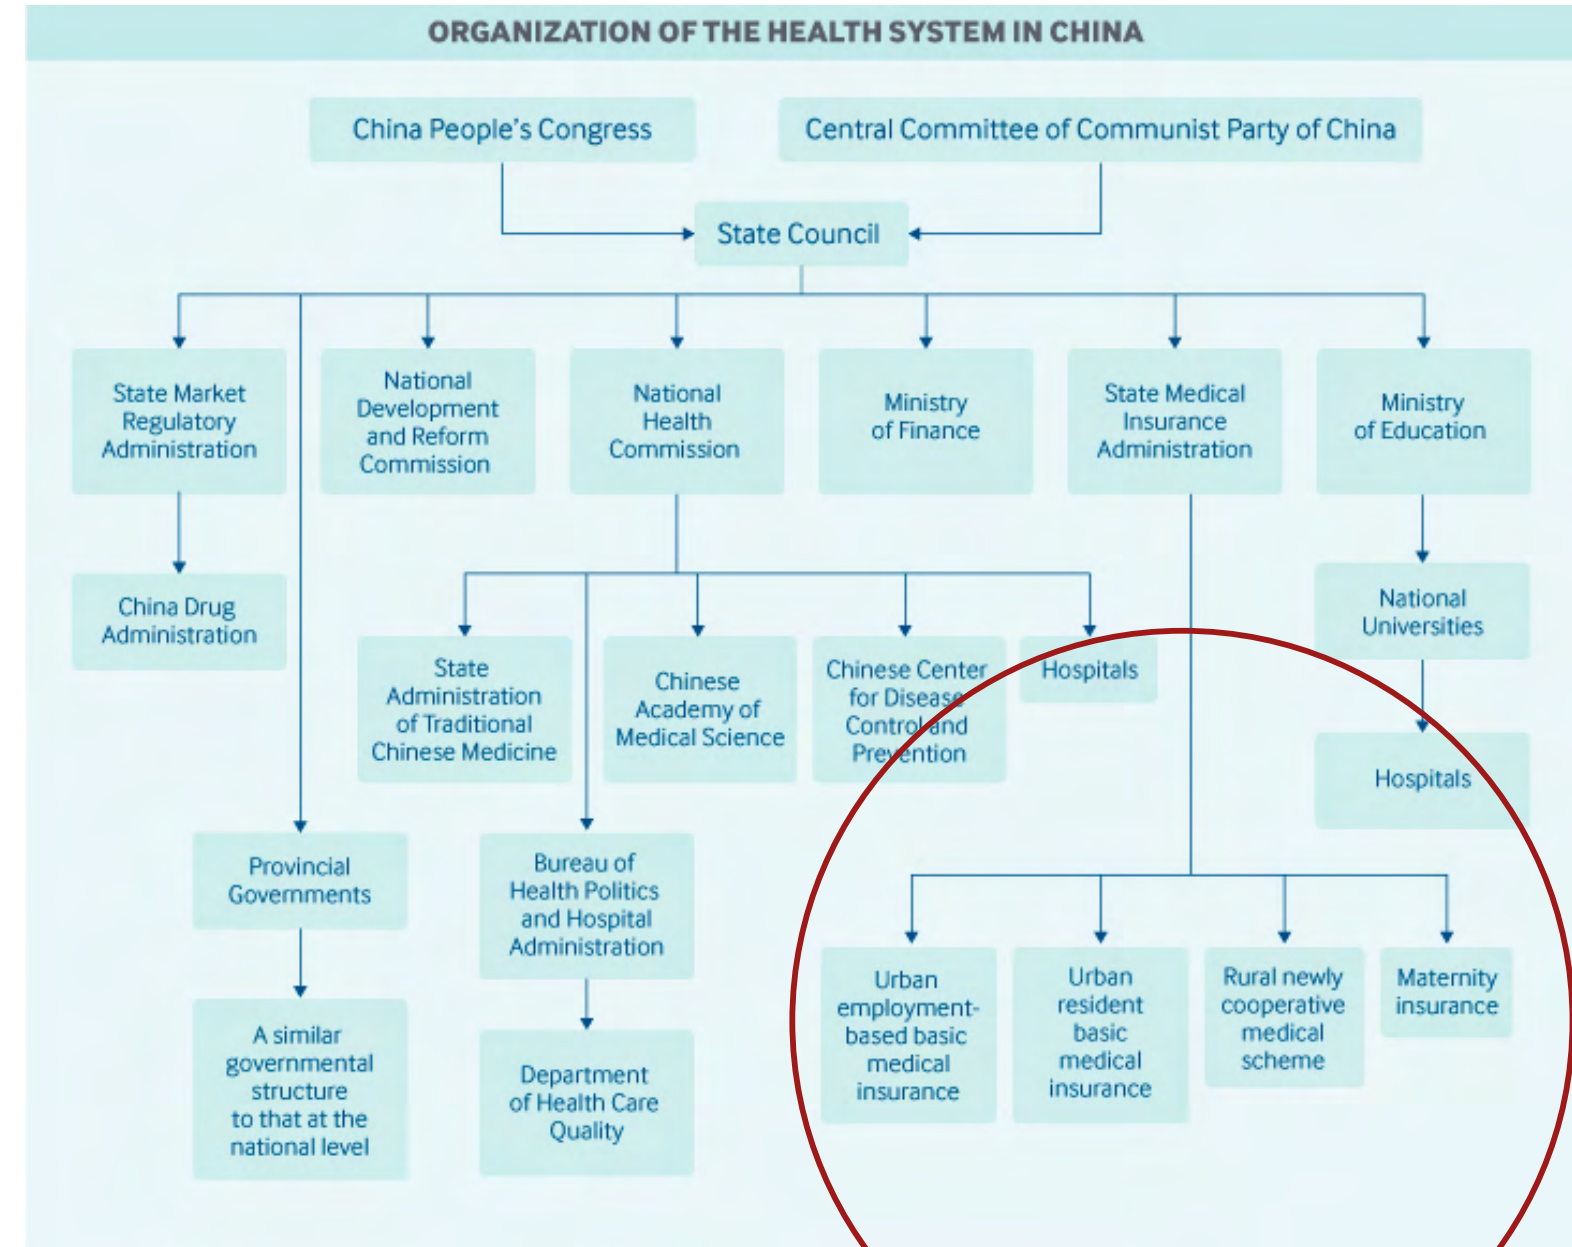 ORGANIZATION OF THE HEALTH SYSTEM IN CHINA
China People's Congress
Central Committee of Communist Party of China
State Council
State Market
Regulatory
Administration
National
Development
and Reform
Commission
National
Health
Commission
Ministry
of Finance
State Medical
Insurance
Administration
Ministry
of Education
China Drug
Administration
National
Universities
State
Administration
of Traditional
Chinese Medicine
Chinese
Academy of
Medical Science
Chinese Center
for Disease
Control and
Prevention
Hospitals
Hospitals
Provincial
Governments
Bureau of
Health Politics
and Hospital
Administration
Urban
employment-
based basic
medical
insurance
Urban
resident
basic
medical
insurance
Rural newly
cooperative
medical
scheme
Maternity
insurance
A similar
governmental
structure
to that at the
national level
Department
of Health Care
Quality